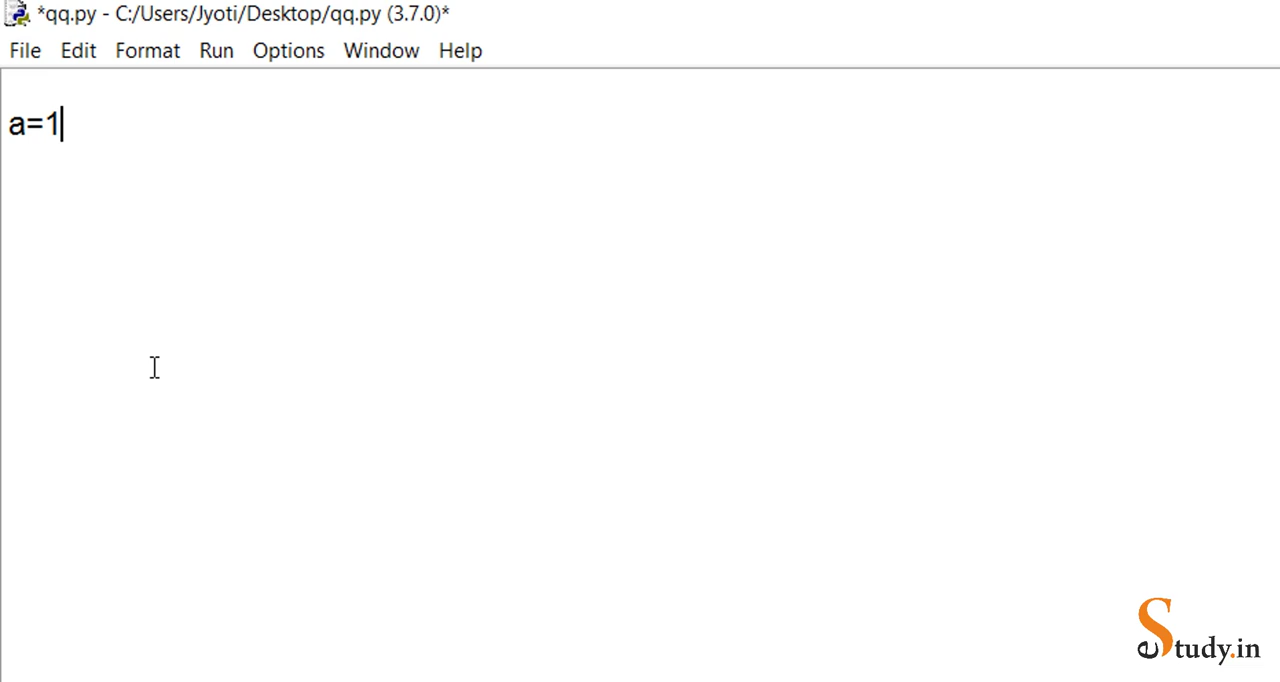 *qq.py - C:/Users/Jyoti/Desktop/qq.py (3.7.0)*
File Edit Format Run Options Window Help
a=1
eStudy.in